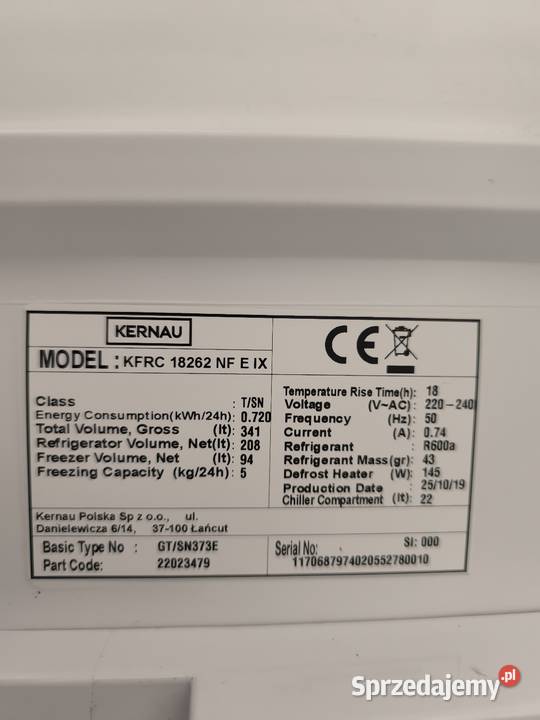 KERNAU
MODEL : KFRC 18262 NF E IX
Class : T/SN
Energy Consumption(kWh/24h): 0.720
Total Volume, Gross (lt): 341
Refrigerator Volume, Net(lt): 208
Freezer Volume, Net (lt): 94
Freezing Capacity (kg/24h): 5
CE
Temperature Rise Time(h): 18
Voltage (V~AC): 220-240
Frequency (Hz): 50
Current (A): 0.74
Refrigerant : R600a
Refrigerant Mass(gr): 43
Defrost Heater (W): 145
Production Date : 25/10/19
Chiller Compartment (lt): 22
Kernau Polska Sp z o.o., ul.
Danielewicza 6/14, 37-100 Łańcut
Basic Type No : GT/SN373E
Part Code: 22023479
SI: 000
Serial No: 1170687974020552780010
Sprzedajemy.pl